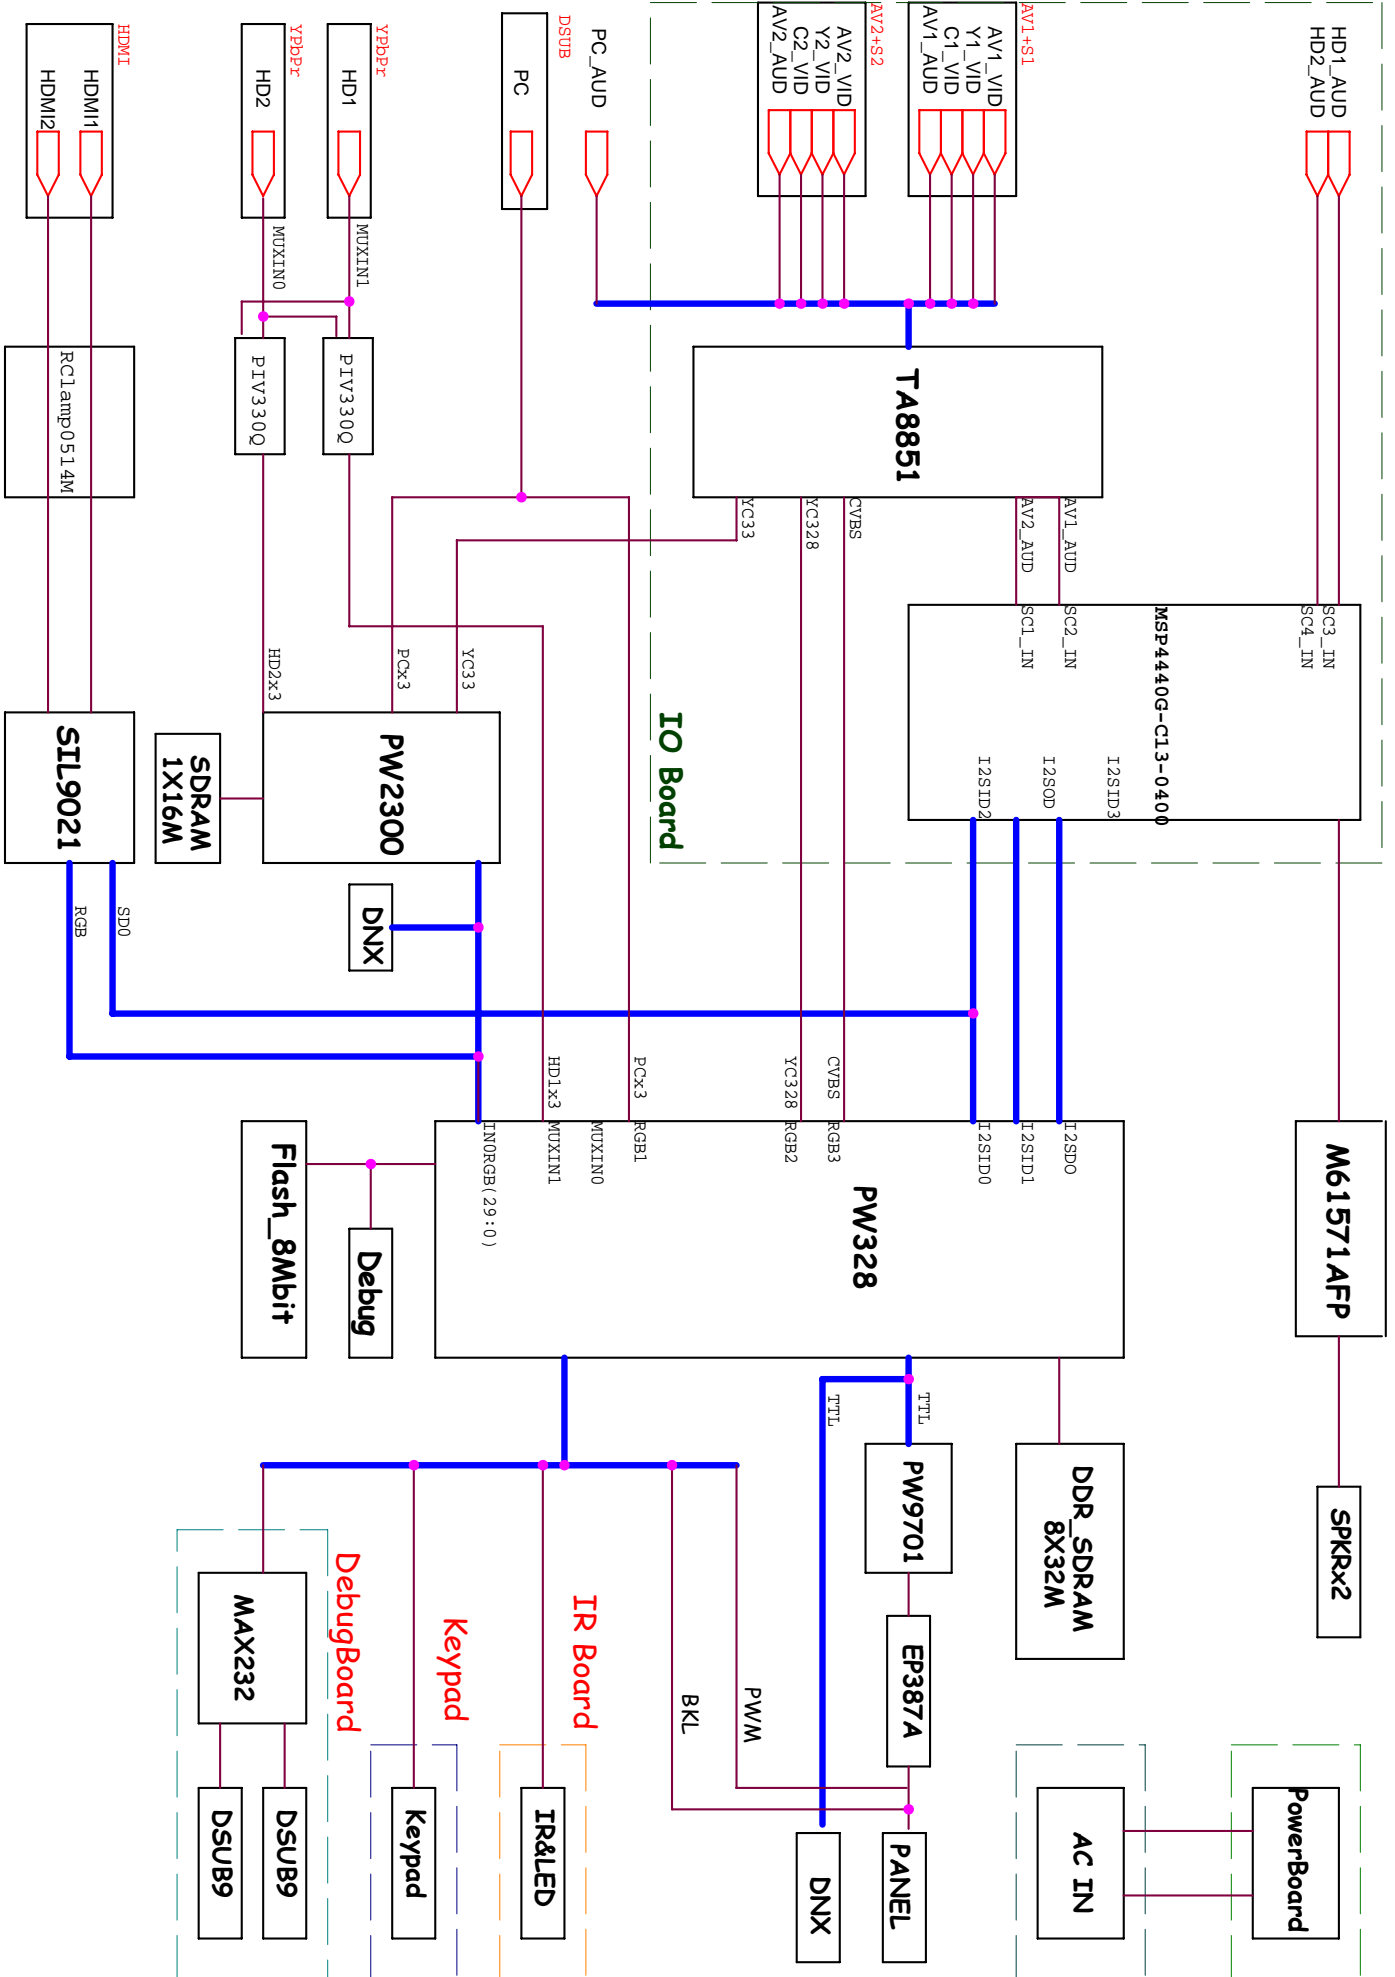 HD1_AUD
HD2_AUD
AV1+S1
AV1_VID
Y1_VID
C1_VID
AV1_AUD
AV2+S2
AV2_VID
Y2_VID
C2_VID
AV2_AUD
PC_AUD
DSUB
PC
YPbPr
HD1
YPbPr
HD2
HDMI
HDMI1
HDMI2
MUXIN1
MUXIN0
TA8851
PIV330Q
PIV330Q
RClamp0514M
AV1_AUD
AV2_AUD
CVBS
YC328
YC33
SC3_IN
SC4_IN
SC2_IN
SC1_IN
MSP4440G-C13-0400
I2SID3
I2SOD
I2SID2
IO Board
YC33
PCx3
HD2x3
PW2300
SDRAM
1X16M
SIL9021
DNX
SD0
RGB
CVBS
YC328
PCx3
HD1x3
I2SDO
I2SID1
I2SID0
RGB3
RGB2
RGB1
MUXIN0
MUXIN1
IN0RGB(29:0)
PW328
M61571AFP
Flash_8Mbit
Debug
TTL
TTL
DDR_SDRAM
8X32M
PW9701
SPKRx2
EP387A
PWM
BKL
IR Board
Keypad
DebugBoard
MAX232
PowerBoard
AC IN
PANEL
DNX
IR&LED
Keypad
DSUB9
DSUB9